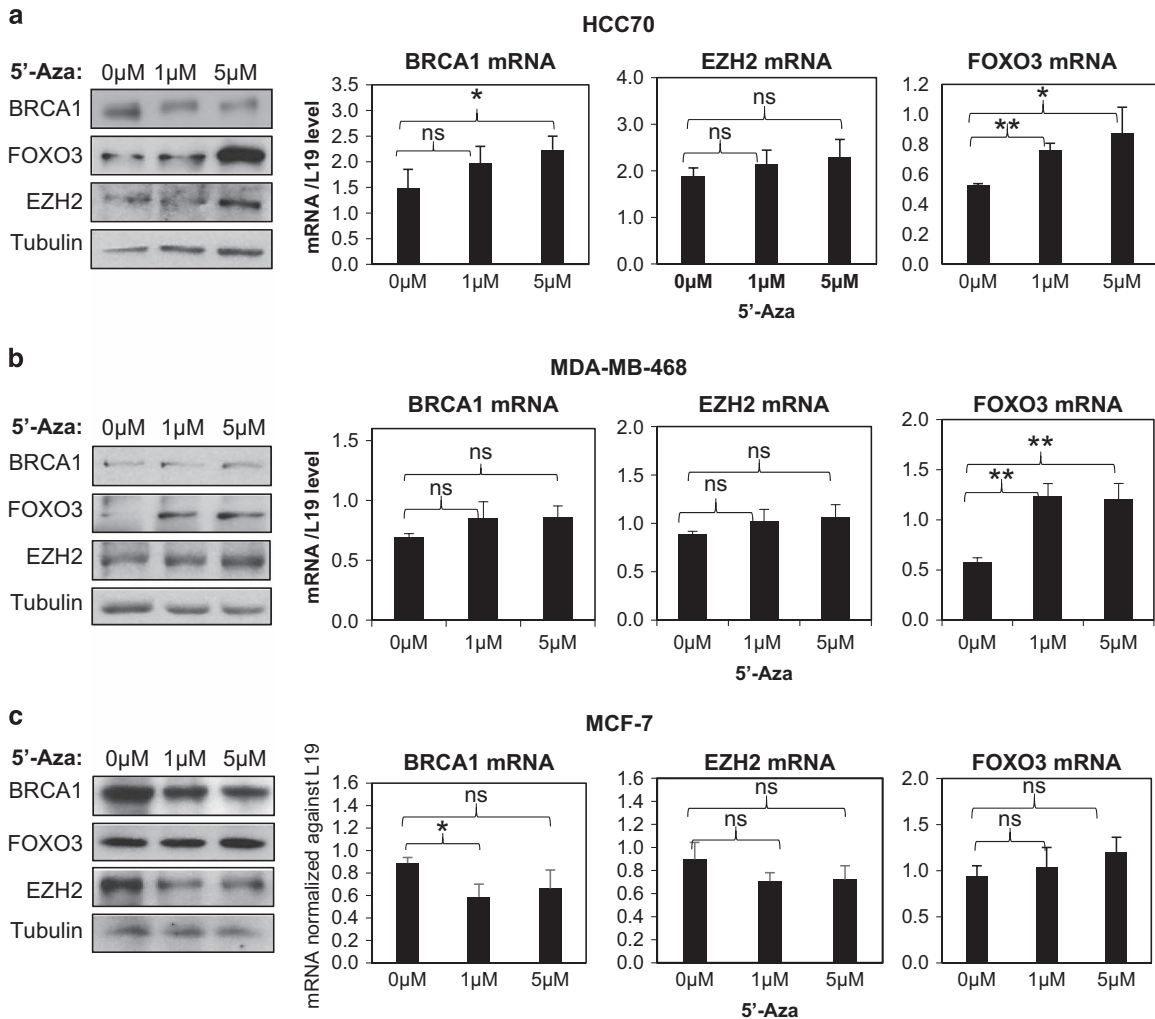 a
HCC70
5'-Aza: 0µM 1µM 5µM
BRCA1
FOXO3
EZH2
Tubulin
BRCA1 mRNA
mRNA /L19 level
3.5
3.0
2.5
2.0
1.5
1.0
0.5
0.0
ns
*
0µM 1µM 5µM
EZH2 mRNA
4.0
3.0
2.0
1.0
0.0
ns
ns
0µM 1µM 5µM
5'-Aza
FOXO3 mRNA
1.2
1.0
0.8
0.6
0.4
0.2
0.0
*
**
0µM 1µM 5µM
b
MDA-MB-468
5'-Aza: 0µM 1µM 5µM
BRCA1
FOXO3
EZH2
Tubulin
BRCA1 mRNA
mRNA /L19 level
1.5
1.0
0.5
0.0
ns
ns
0µM 1µM 5µM
EZH2 mRNA
2.0
1.5
1.0
0.5
0.0
ns
ns
0µM 1µM 5µM
5'-Aza
FOXO3 mRNA
2.0
1.5
1.0
0.5
0.0
**
**
0µM 1µM 5µM
c
MCF-7
5'-Aza: 0µM 1µM 5µM
BRCA1
FOXO3
EZH2
Tubulin
BRCA1 mRNA
mRNA normalized against L19
1.6
1.4
1.2
1.0
0.8
0.6
0.4
0.2
0.0
ns
*
0µM 1µM 5µM
EZH2 mRNA
1.6
1.4
1.2
1.0
0.8
0.6
0.4
0.2
0.0
ns
ns
0µM 1µM 5µM
5'-Aza
FOXO3 mRNA
2.0
1.5
1.0
0.5
0.0
ns
ns
0µM 1µM 5µM